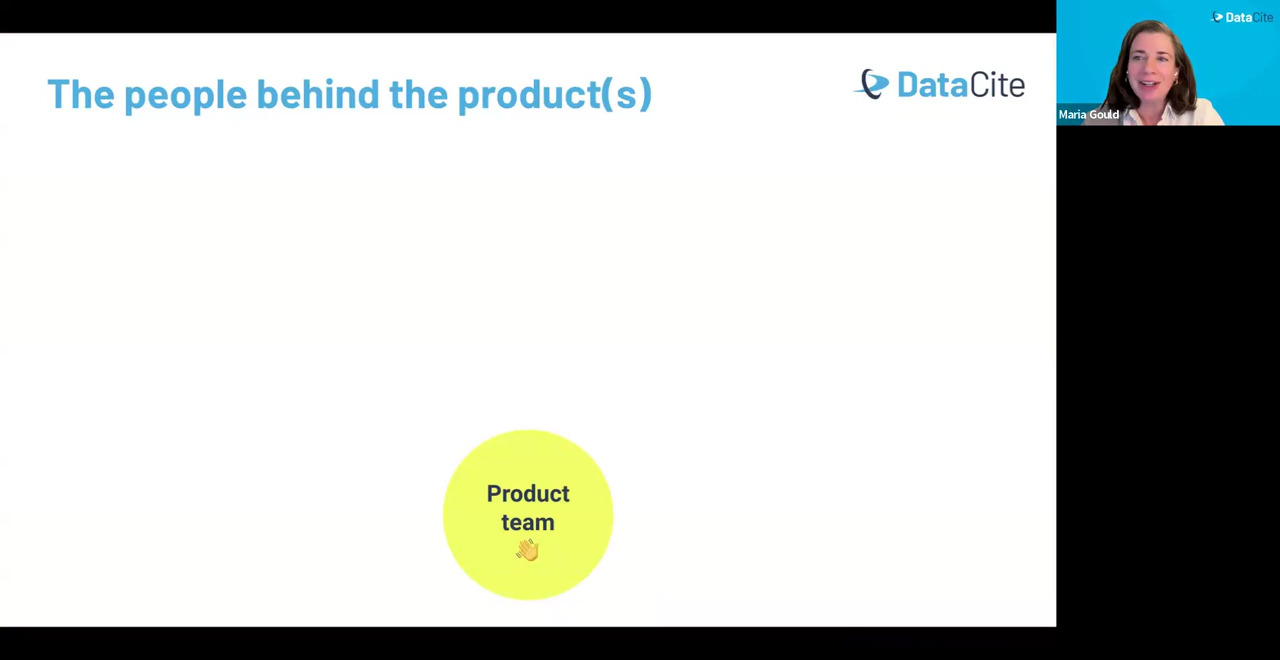 The people behind the product(s)
DataCite
DataCite
Maria Gould
Product
team